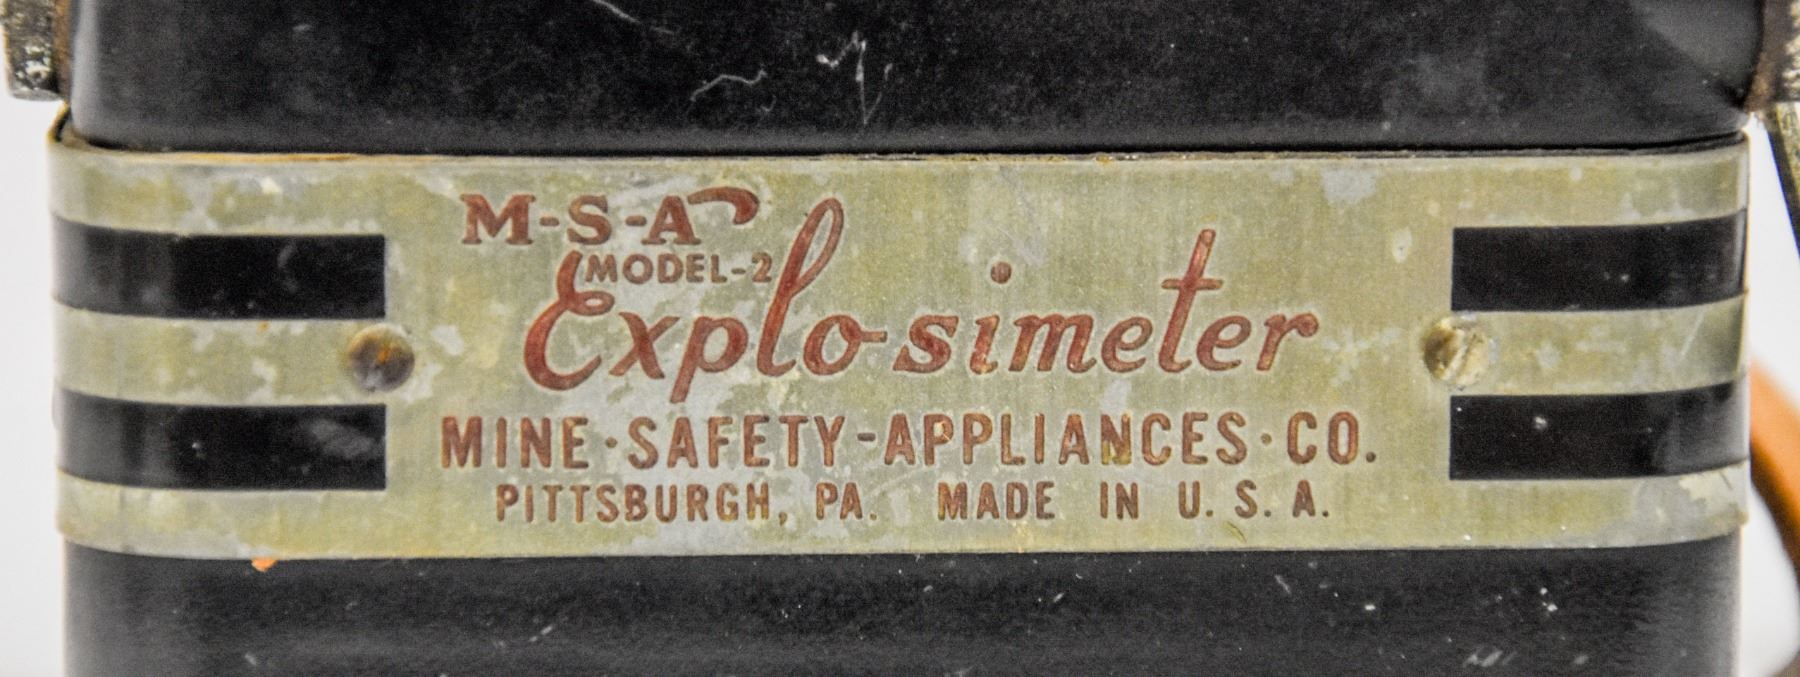 M-S-A
MODEL-2
Explo-simeter
MINE·SAFETY-APPLIANCES·CO.
PITTSBURGH, PA. MADE IN U.S.A.